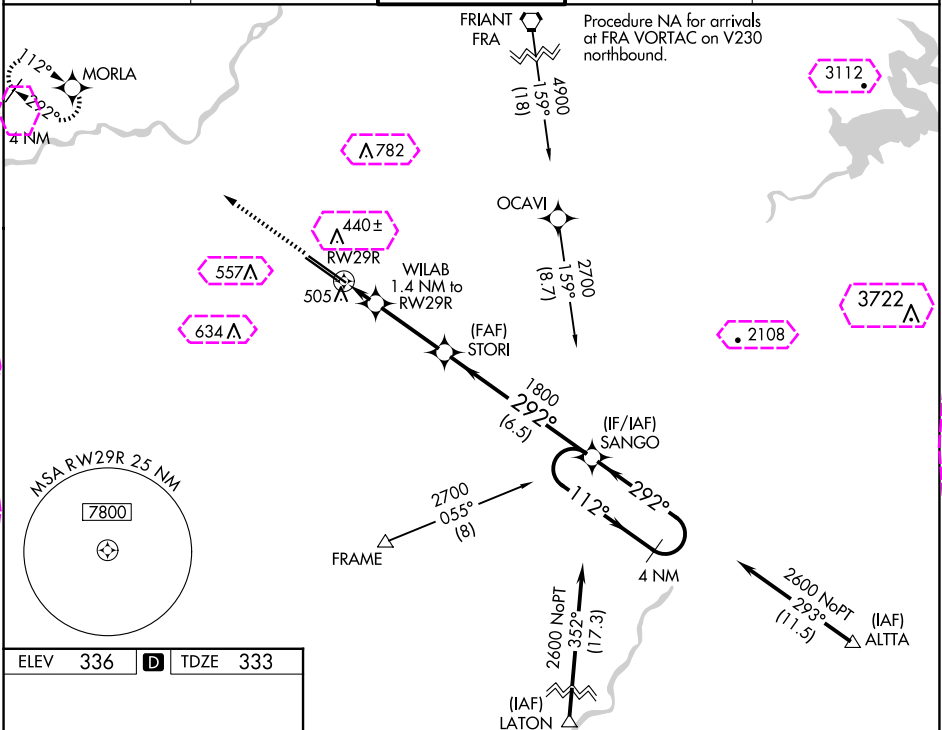 FRIANT
FRA
Procedure NA for arrivals
at FRA VORTAC on V230
northbound.
112°
MORLA
292°
4 NM
3112
4900
159°
(18)
782
OCAVI
2700
159°
(8.7)
440±
RW29R
557
505
WILAB
1.4 NM to
RW29R
634
(FAF)
STORI
3722
2108
1800
292°
(6.5)
(IF/IAF)
SANGO
292°
112°
4 NM
MSA RW29R 25 NM
7800
2700
055°
(8)
FRAME
2600 NoPT
352°
(17.3)
2600 NoPT
293°
(11.5)
(IAF)
ALTTA
(IAF)
LATON
ELEV 336 D TDZE 333